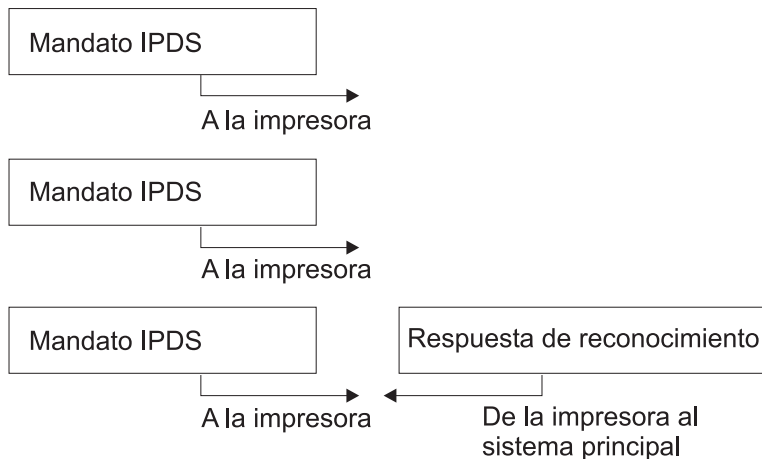 Mandato IPDS
A la impresora
Mandato IPDS
A la impresora
Mandato IPDS
Respuesta de reconocimiento
A la impresora
De la impresora al
sistema principal